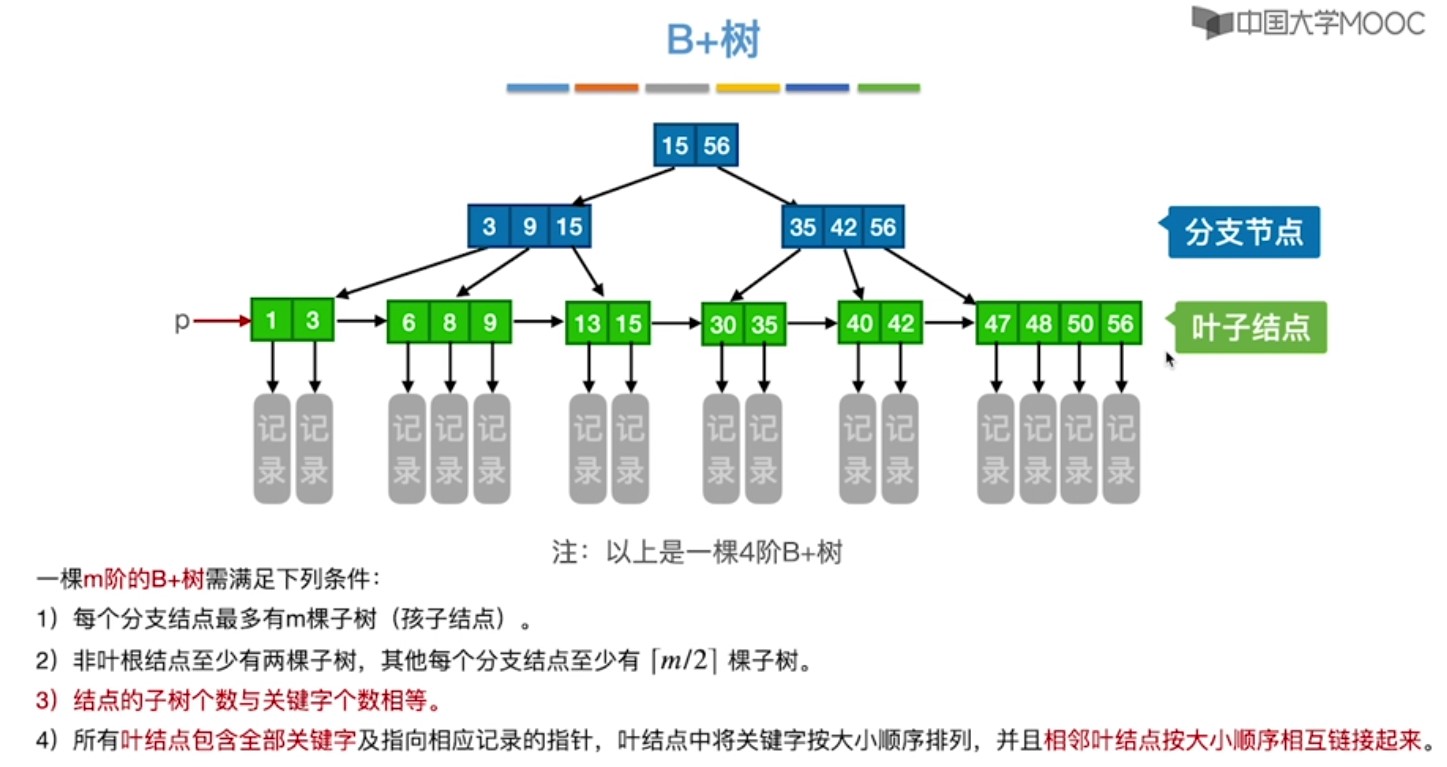 中国大学MOOC
B+树
15 56
3 9 15
35 42 56
分支节点
p
1 3
6 8 9
13 15
30 35
40 42
47 48 50 56
叶子结点
记录 记录 记录 记录 记录 记录 记录 记录 记录 记录 记录 记录 记录 记录 记录
注：以上是一棵4阶B+树
一棵m阶的B+树需满足下列条件：
1）每个分支结点最多有m棵子树（孩子结点）。
2）非叶根结点至少有两棵子树，其他每个分支结点至少有 ⌈m/2⌉ 棵子树。
3）结点的子树个数与关键字个数相等。
4）所有叶结点包含全部关键字及指向相应记录的指针，叶结点中将关键字按大小顺序排列，并且相邻叶结点按大小顺序相互链接起来。